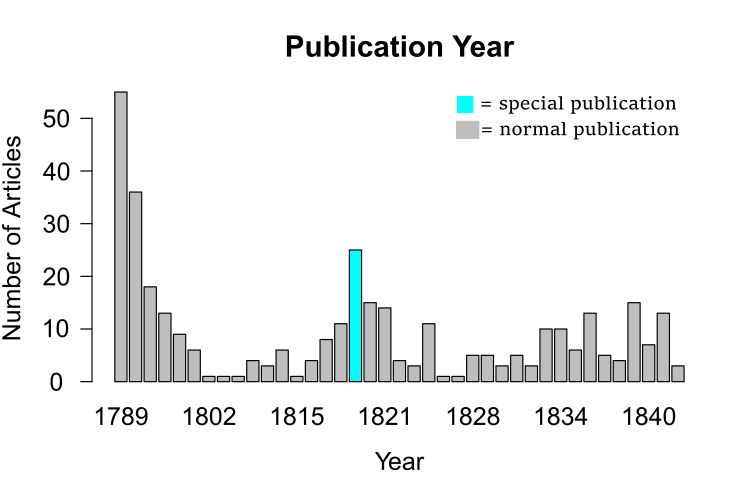 Publication Year
= special publication
= normal publication
Number of Articles
50
40
30
20
10
0
1789 1802 1815 1821 1828 1834 1840
Year